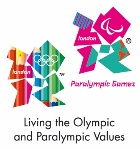 london
london
Paralympic Games
Living the Olympic
and Paralympic Values